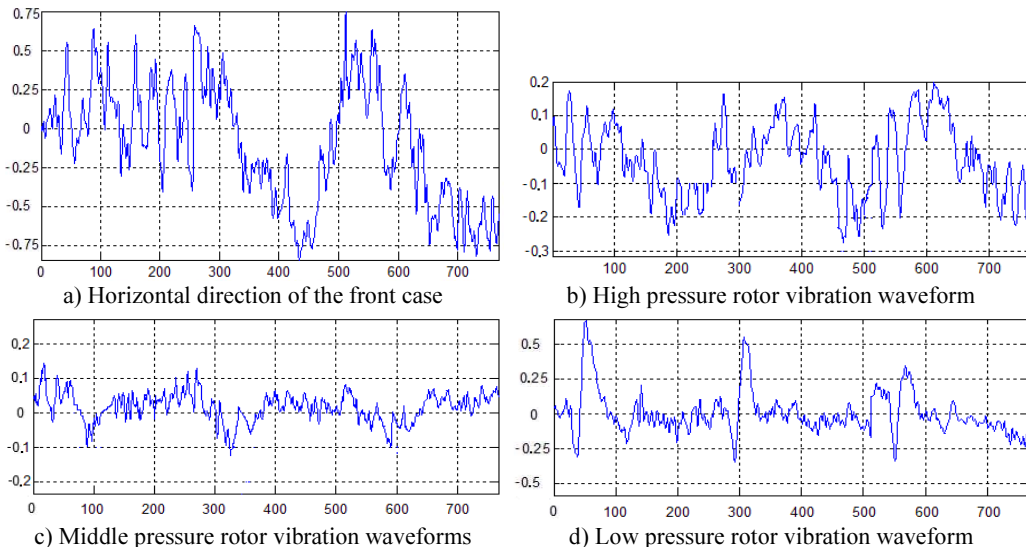 0.75
0.5
0.25
0
-0.25
-0.5
0.75
0 100 200 300 400 500 600 700
a) Horizontal direction of the front case
0.2
0.1
0
-0.1
-0.2
-0.3
100 200 300 400 500 600 700
b) High pressure rotor vibration waveform
0,2
0.1
0
-0.1
-0.2
0 100 200 300 400 500 600 700
c) Middle pressure rotor vibration waveforms
0.5
0.25
0
-0.25
-0.5
0 100 200 300 400 500 600 700
d) Low pressure rotor vibration waveform